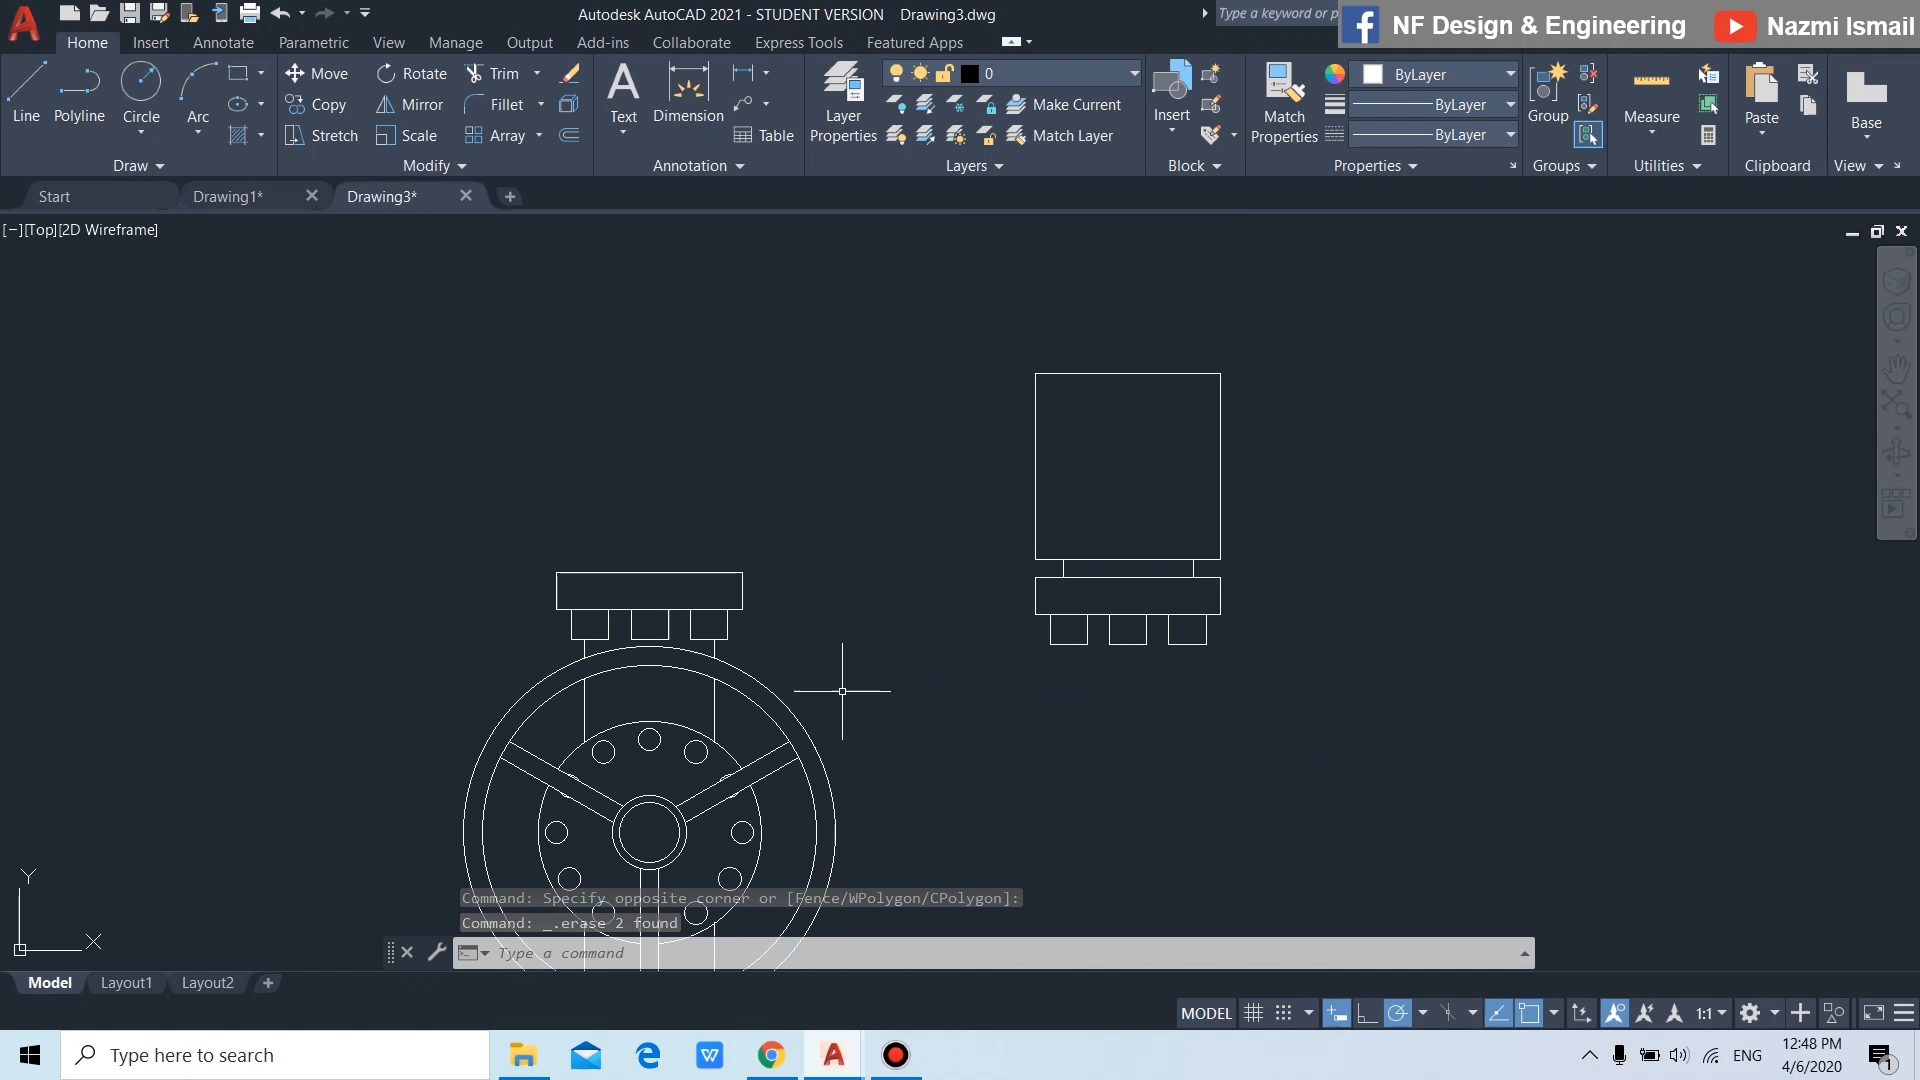 Autodesk AutoCAD 2021 - STUDENT VERSION Drawing3.dwg
Type a keyword or p
NF Design & Engineering
Nazmi Ismail
Home Insert Annotate Parametric View Manage Output Add-ins Collaborate Express Tools Featured Apps
Line Polyline Circle Arc
Move Rotate Trim
Copy Mirror Fillet
Stretch Scale Array
Text Dimension Table
Layer Properties
0
Make Current
Match Layer
Insert
Match Properties
ByLayer
ByLayer
ByLayer
Group
Measure
Paste
Base
Draw Modify Annotation Layers Block Properties Groups Utilities Clipboard View
Start Drawing1* Drawing3*
[−][Top][2D Wireframe]
Y
X
Command: Specify opposite corner or [Fence/WPolygon/CPolygon]:
Command: _.erase 2 found
Type a command
Model Layout1 Layout2
MODEL 1:1
Type here to search
ENG
12:48 PM
4/6/2020
1